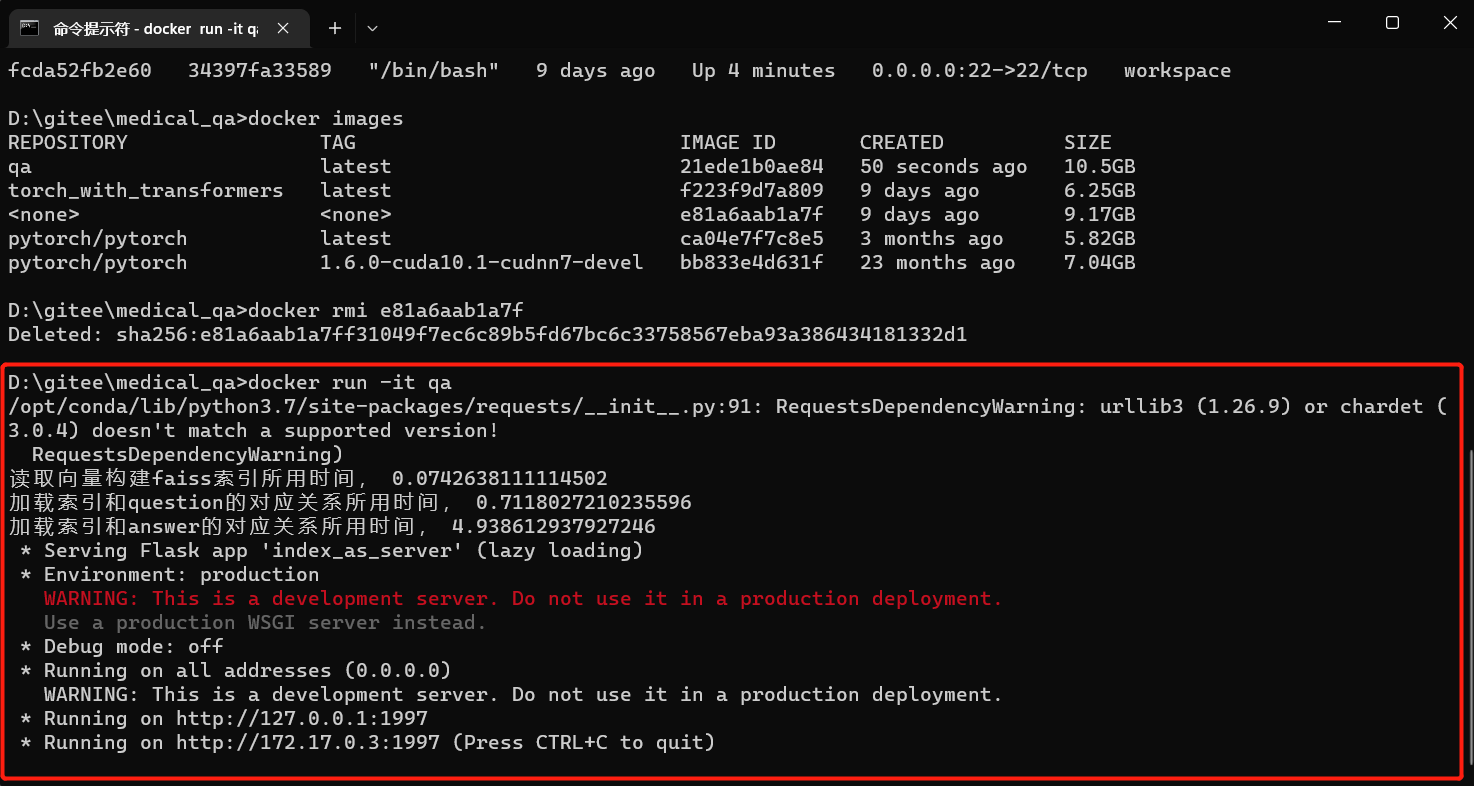 命令提示符 - docker  run -it qa
fcda52fb2e60   34397fa33589   "/bin/bash"   9 days ago   Up 4 minutes   0.0.0.0:22->22/tcp   workspace
D:\gitee\medical_qa>docker images
REPOSITORY                TAG                           IMAGE ID       CREATED          SIZE
qa                        latest                        21ede1b0ae84   50 seconds ago   10.5GB
torch_with_transformers   latest                        f223f9d7a809   9 days ago       6.25GB
<none>                    <none>                        e81a6aab1a7f   9 days ago       9.17GB
pytorch/pytorch           latest                        ca04e7f7c8e5   3 months ago     5.82GB
pytorch/pytorch           1.6.0-cuda10.1-cudnn7-devel   bb833e4d631f   23 months ago    7.04GB
D:\gitee\medical_qa>docker rmi e81a6aab1a7f
Deleted: sha256:e81a6aab1a7ff31049f7ec6c89b5fd67bc6c33758567eba93a386434181332d1
D:\gitee\medical_qa>docker run -it qa
/opt/conda/lib/python3.7/site-packages/requests/__init__.py:91: RequestsDependencyWarning: urllib3 (1.26.9) or chardet (
3.0.4) doesn't match a supported version!
  RequestsDependencyWarning)
读取向量构建faiss索引所用时间， 0.0742638111114502
加载索引和question的对应关系所用时间， 0.7118027210235596
加载索引和answer的对应关系所用时间， 4.938612937927246
 * Serving Flask app 'index_as_server' (lazy loading)
 * Environment: production
   WARNING: This is a development server. Do not use it in a production deployment.
   Use a production WSGI server instead.
 * Debug mode: off
 * Running on all addresses (0.0.0.0)
   WARNING: This is a development server. Do not use it in a production deployment.
 * Running on http://127.0.0.1:1997
 * Running on http://172.17.0.3:1997 (Press CTRL+C to quit)